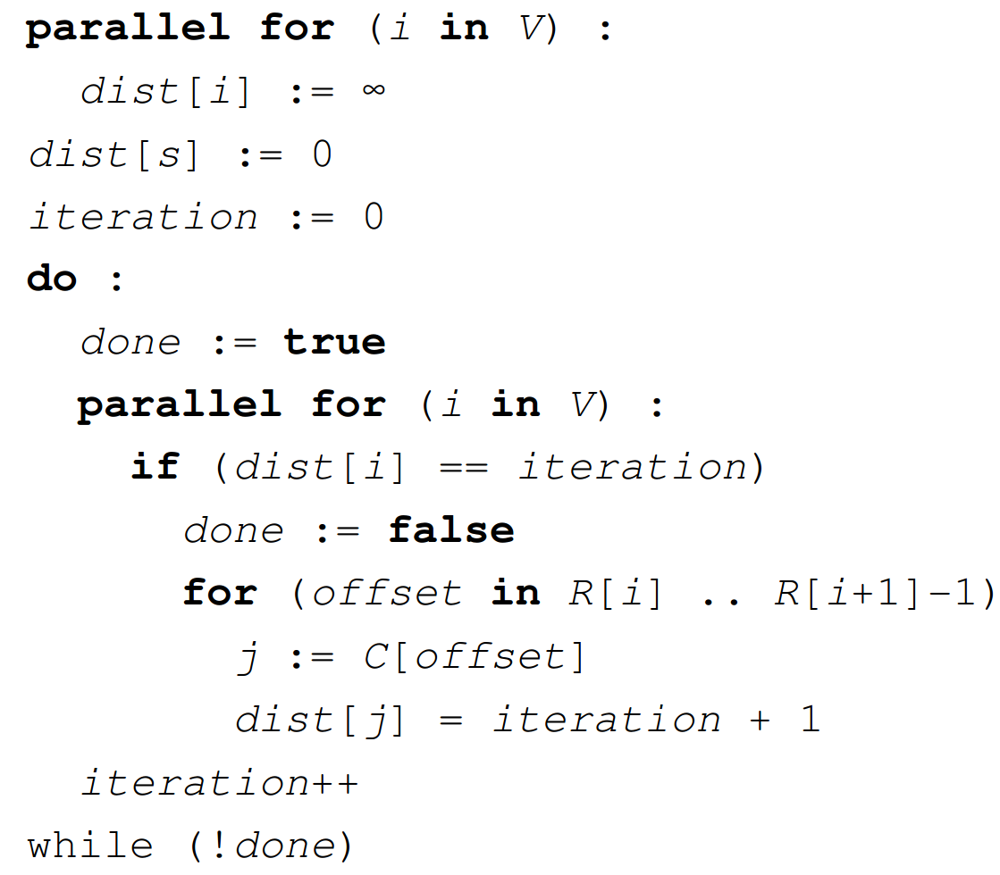 parallel for (i in V) :
dist[i] := ∞
dist[s] := 0
iteration := 0
do :
done := true
parallel for (i in V) :
if (dist[i] == iteration)
done := false
for (offset in R[i] .. R[i+1]-1)
j := C[offset]
dist[j] = iteration + 1
iteration++
while (!done)